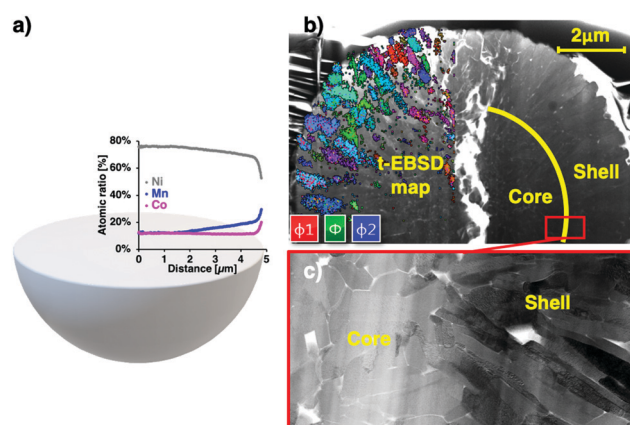 a)
80%
60%
40%
20%
0%
Atomic ratio [%]
Ni
Mn
Co
0 1 2 3 4 5
Distance [µm]
b)
2µm
t-EBSD
map
Shell
Core
ϕ1 Φ ϕ2
c)
Shell
Core